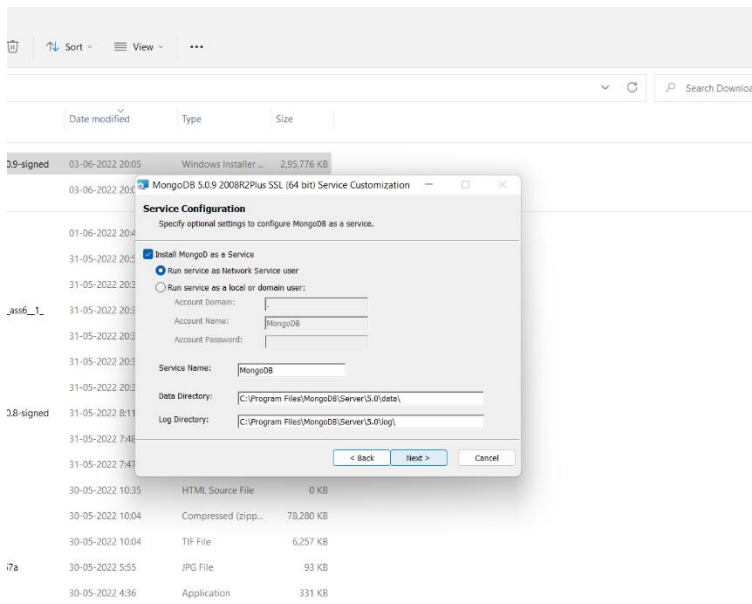 Sort
View
Search Downloa
Date modified
Type
Size
0.9-signed 03-06-2022 20:05 Windows Installer ... 2,95,776 KB
03-06-2022
MongoDB 5.0.9 2008R2Plus SSL (64 bit) Service Customization
Service Configuration
Specify optional settings to configure MongoDB as a service.
01-06-2022 20:4
Install MongoD as a Service
31-05-2022 20:5
Run service as Network Service user
31-05-2022 20:3
Run service as a local or domain user:
Account Domain: .
_ass6__1_ 31-05-2022 20:3
Account Name: MongoDB
31-05-2022 20:3
Account Password:
31-05-2022 20:3
Service Name: MongoDB
31-05-2022 20:3
Data Directory: C:\Program Files\MongoDB\Server\5.0\data\
0.8-signed 31-05-2022 8:11
Log Directory: C:\Program Files\MongoDB\Server\5.0\log\
31-05-2022 7:48
< Back Next > Cancel
31-05-2022 7:47
30-05-2022 10:35 HTML Source File 0 KB
30-05-2022 10:04 Compressed (zipp... 78,280 KB
30-05-2022 10:04 TIF File 6,257 KB
57a 30-05-2022 5:55 JPG File 93 KB
30-05-2022 4:36 Application 331 KB